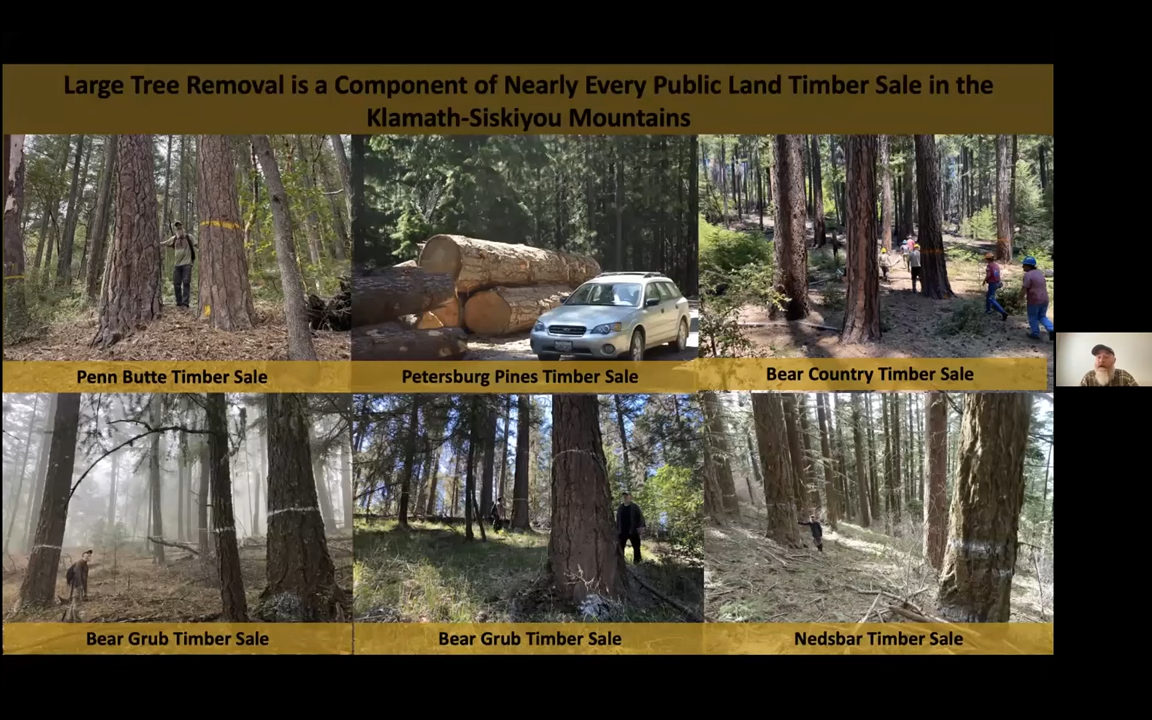 Large Tree Removal is a Component of Nearly Every Public Land Timber Sale in the
Klamath-Siskiyou Mountains
Penn Butte Timber Sale
Petersburg Pines Timber Sale
Bear Country Timber Sale
Bear Grub Timber Sale
Bear Grub Timber Sale
Nedsbar Timber Sale